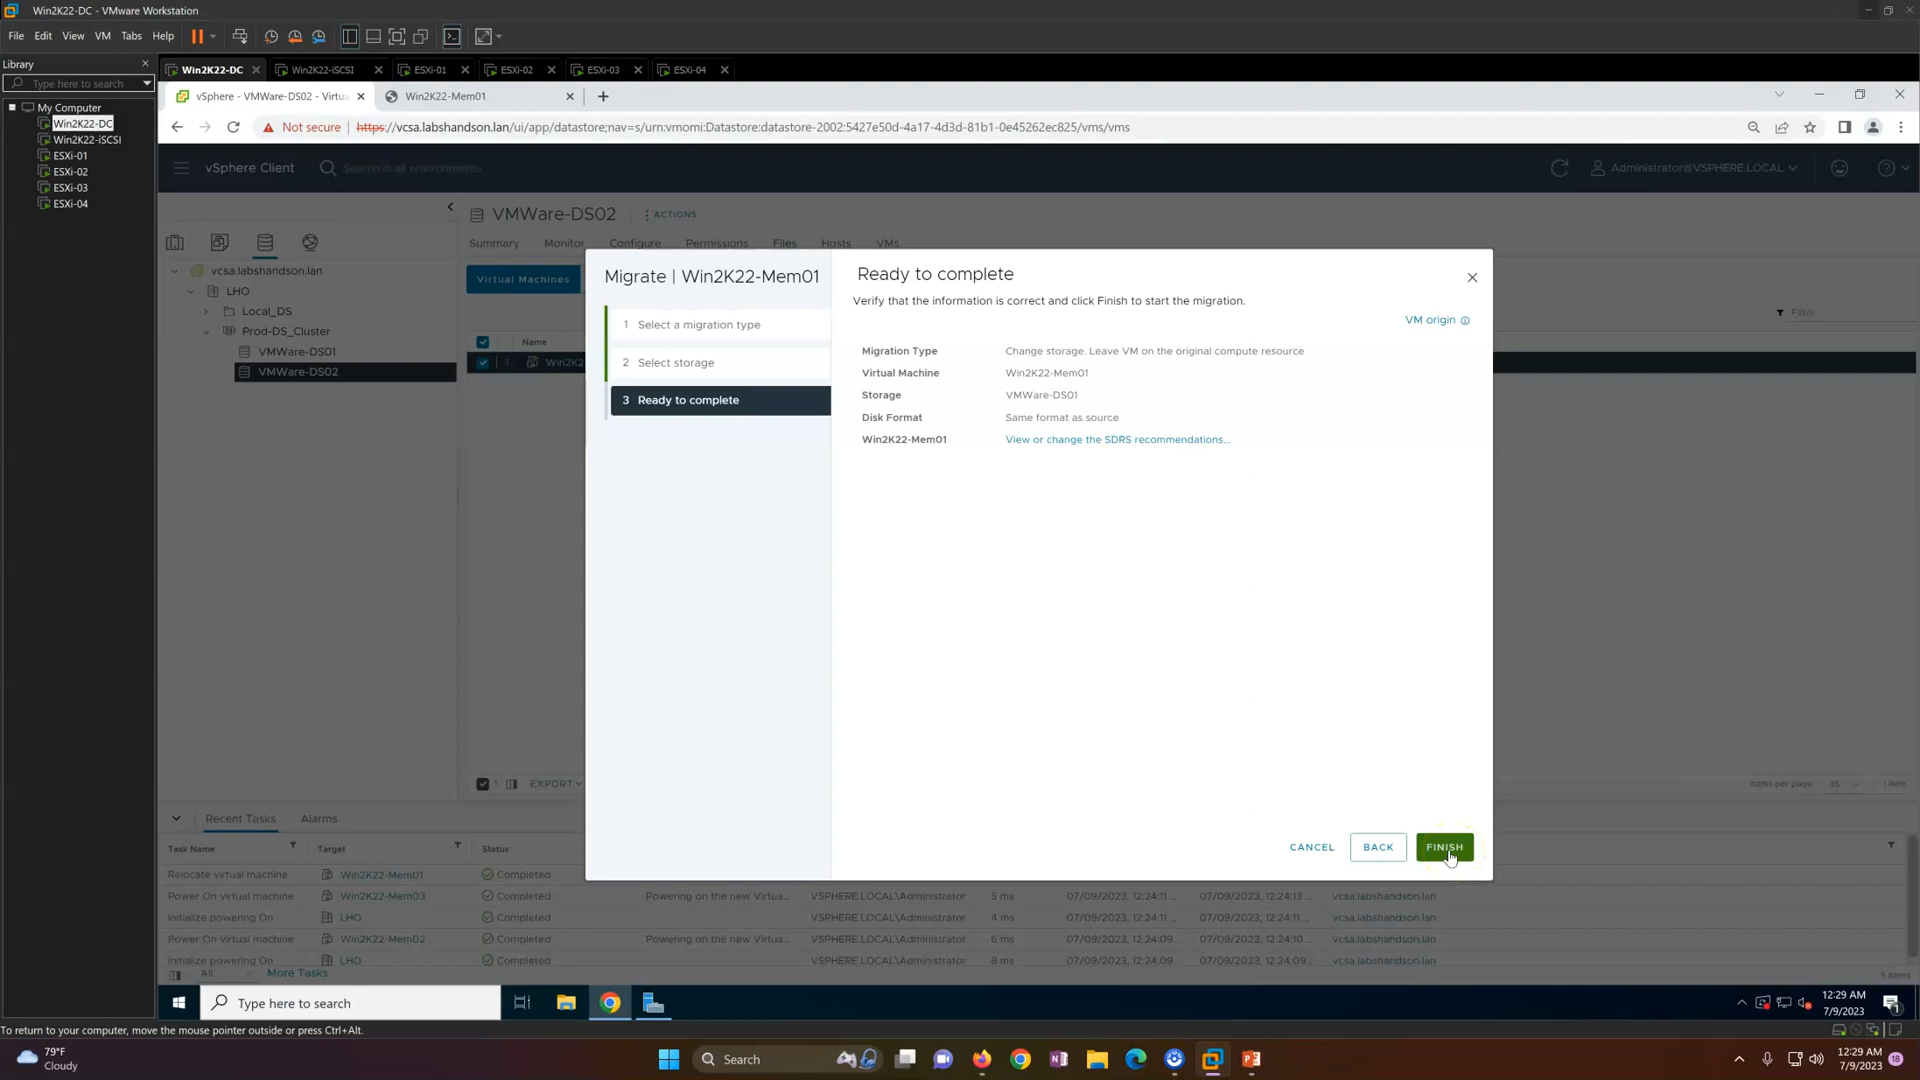 Win2K22-DC - VMware Workstation
File Edit View VM Tabs Help
Library
Type here to search
My Computer
Win2K22-DC
Win2K22-iSCSI
ESXi-01
ESXi-02
ESXi-03
ESXi-04
Win2K22-DC Win2K22-iSCSI ESXi-01 ESXi-02 ESXi-03 ESXi-04
vSphere - VMWare-DS02 - Virtua Win2K22-Mem01
Not secure https://vcsa.labshandson.lan/ui/app/datastore;nav=s/urn:vmomi:Datastore:datastore-2002:5427e50d-4a17-4d3d-81b1-0e45262ec825/vms/vms
vSphere Client Search in all environments Administrator@VSPHERE.LOCAL
vcsa.labshandson.lan
LHO
Local_DS
Prod-DS_Cluster
VMWare-DS01
VMWare-DS02
VMWare-DS02 ACTIONS
Summary Monitor Configure Permissions Files Hosts VMs
Virtual Machines
Filter
Name
Win2K2
EXPORT
1
Items per page 35 1 item
Migrate | Win2K22-Mem01
1 Select a migration type
2 Select storage
3 Ready to complete
Ready to complete
Verify that the information is correct and click Finish to start the migration.
VM origin
Migration Type Change storage. Leave VM on the original compute resource
Virtual Machine Win2K22-Mem01
Storage VMWare-DS01
Disk Format Same format as source
Win2K22-Mem01 View or change the SDRS recommendations...
CANCEL BACK FINISH
Recent Tasks Alarms
Task Name Target Status
Relocate virtual machine Win2K22-Mem01 Completed
Power On virtual machine Win2K22-Mem03 Completed Powering on the new Virtua... VSPHERE.LOCAL\Administrator 5 ms 07/09/2023, 12:24:11 ... 07/09/2023, 12:24:13 ... vcsa.labshandson.lan
Initialize powering On LHO Completed VSPHERE.LOCAL\Administrator 4 ms 07/09/2023, 12:24:11 ... 07/09/2023, 12:24:11 ... vcsa.labshandson.lan
Power On virtual machine Win2K22-Mem02 Completed Powering on the new Virtua... VSPHERE.LOCAL\Administrator 6 ms 07/09/2023, 12:24:09... 07/09/2023, 12:24:10 ... vcsa.labshandson.lan
Initialize powering On LHO Completed VSPHERE.LOCAL\Administrator 8 ms 07/09/2023, 12:24:09... 07/09/2023, 12:24:09... vcsa.labshandson.lan
All More Tasks
items
Type here to search
12:29 AM
7/9/2023
1
To return to your computer, move the mouse pointer outside or press Ctrl+Alt.
79°F
Cloudy
Search
12:29 AM
7/9/2023
18